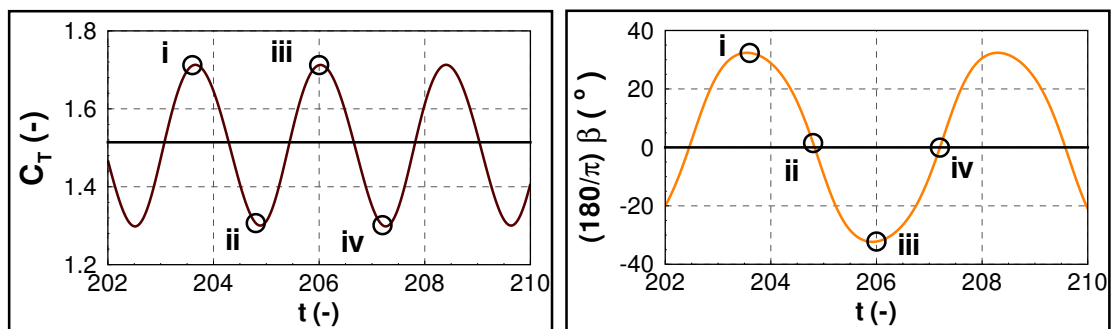 1.8
1.6
1.4
1.2
C_T (-)
i
iii
ii
iv
202 204 206 208 210
t (-)
40
20
0
-20
-40
(180/π) β ( ° )
i
ii
iv
iii
202 204 206 208 210
t (-)